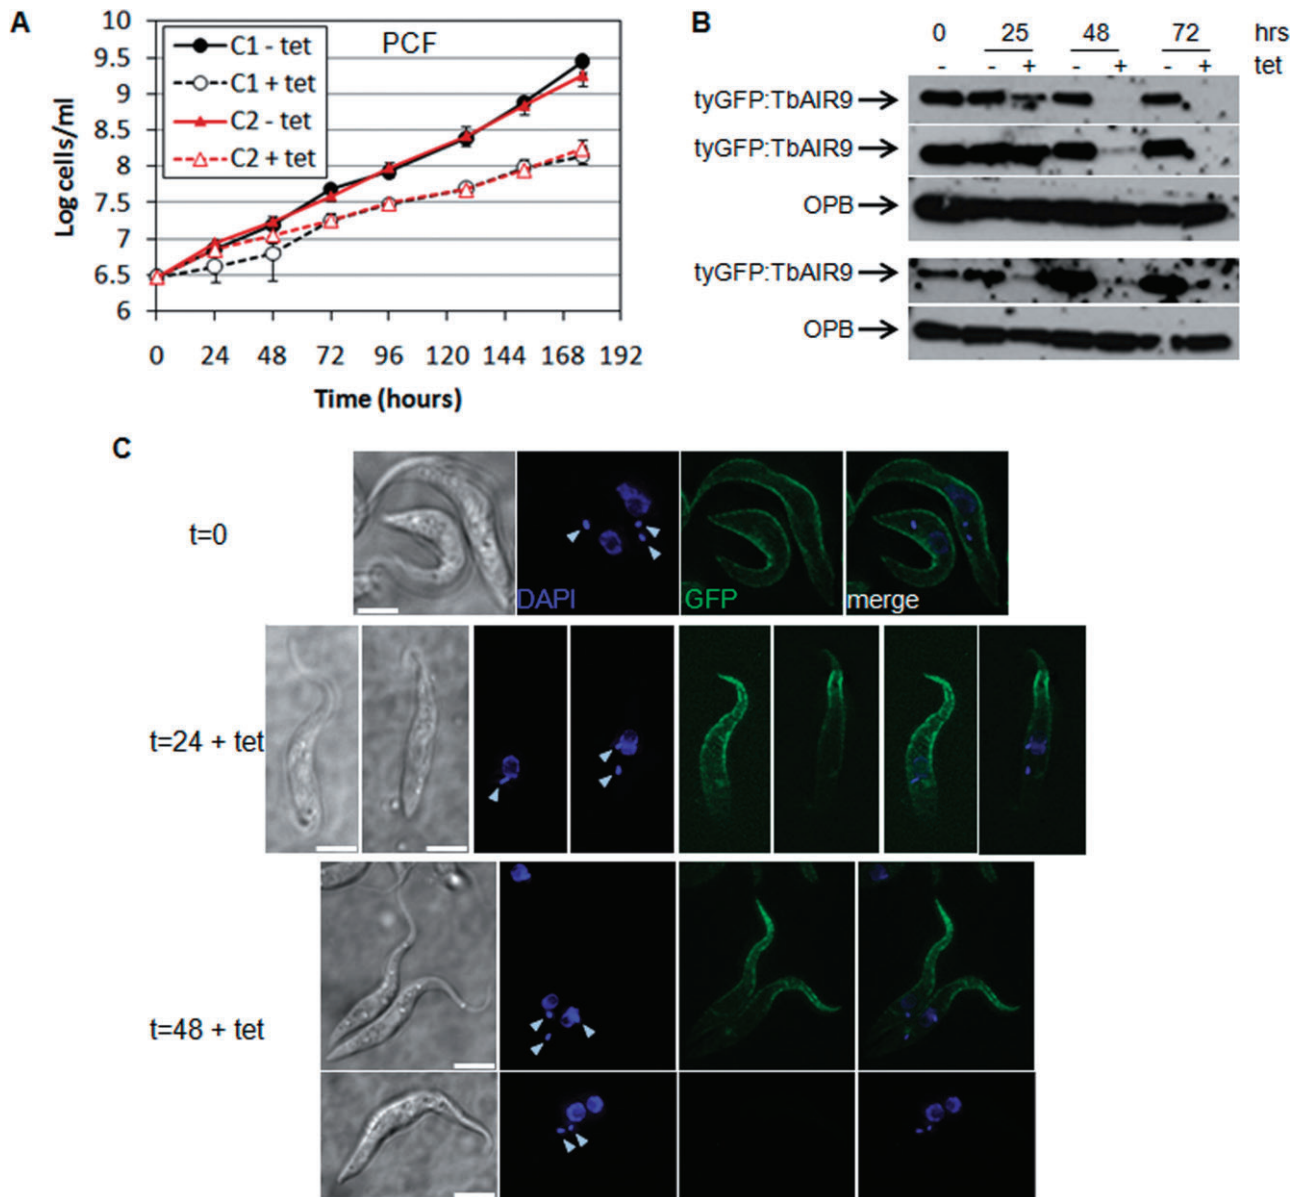 A
PCF
C1 - tet
C1 + tet
C2 - tet
C2 + tet
Log cells/ml
10
9.5
9
8.5
8
7.5
7
6.5
6
0 24 48 72 96 120 144 168 192
Time (hours)
B
0 25 48 72 hrs
- - + - + - + tet
tyGFP:TbAIR9
tyGFP:TbAIR9
OPB
tyGFP:TbAIR9
OPB
C
t=0
DAPI GFP merge
t=24 + tet
t=48 + tet